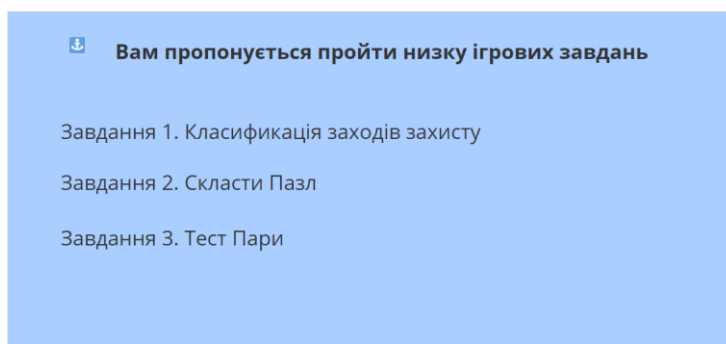 Вам пропонується пройти низку ігрових завдань
Завдання 1. Класифікація заходів захисту
Завдання 2. Скласти Пазл
Завдання 3. Тест Пари